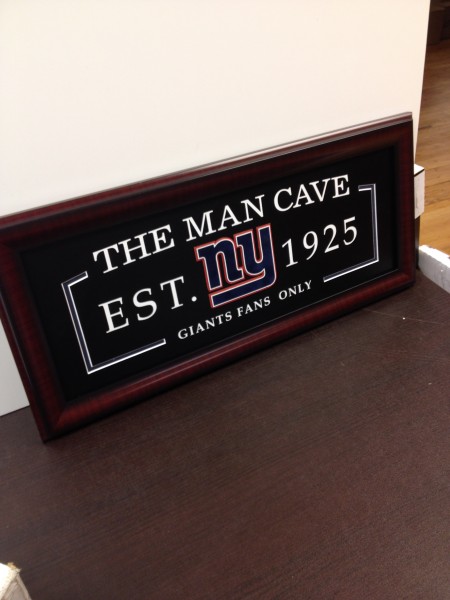 THE MAN CAVE
EST. ny 1925
GIANTS FANS ONLY